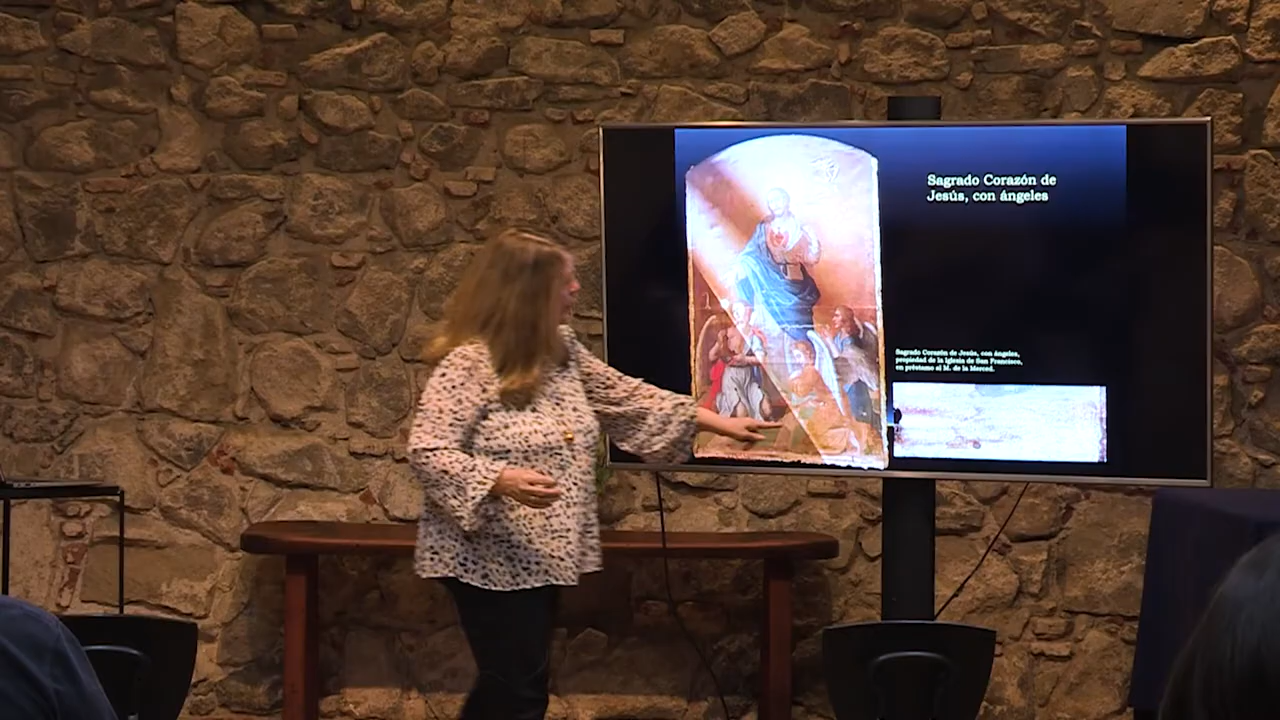 Sagrado Corazón de
Jesús, con ángeles
Sagrado Corazón de Jesús, con ángeles,
propiedad de la Iglesia de San Francisco,
en préstamo al M. de la Merced.